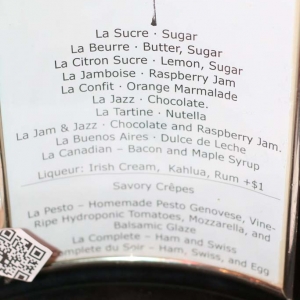 La Sucre · Sugar
La Beurre · Butter, Sugar
La Citron Sucre · Lemon, Sugar
La Jamboise · Raspberry Jam
La Confit · Orange Marmalade
La Jazz · Chocolate.
La Tartine · Nutella
La Jam & Jazz · Chocolate and Raspberry Jam.
La Buenos Aires · Dulce de Leche
La Canadian – Bacon and Maple Syrup
Liqueur: Irish Cream, Kahlua, Rum +$1
Savory Crêpes
La Pesto – Homemade Pesto Genovese, Vine-
Ripe Hydroponic Tomatoes, Mozzarella, and
Balsamic Glaze
La Complete – Ham and Swiss
Complete du Soir – Ham, Swiss, and Egg